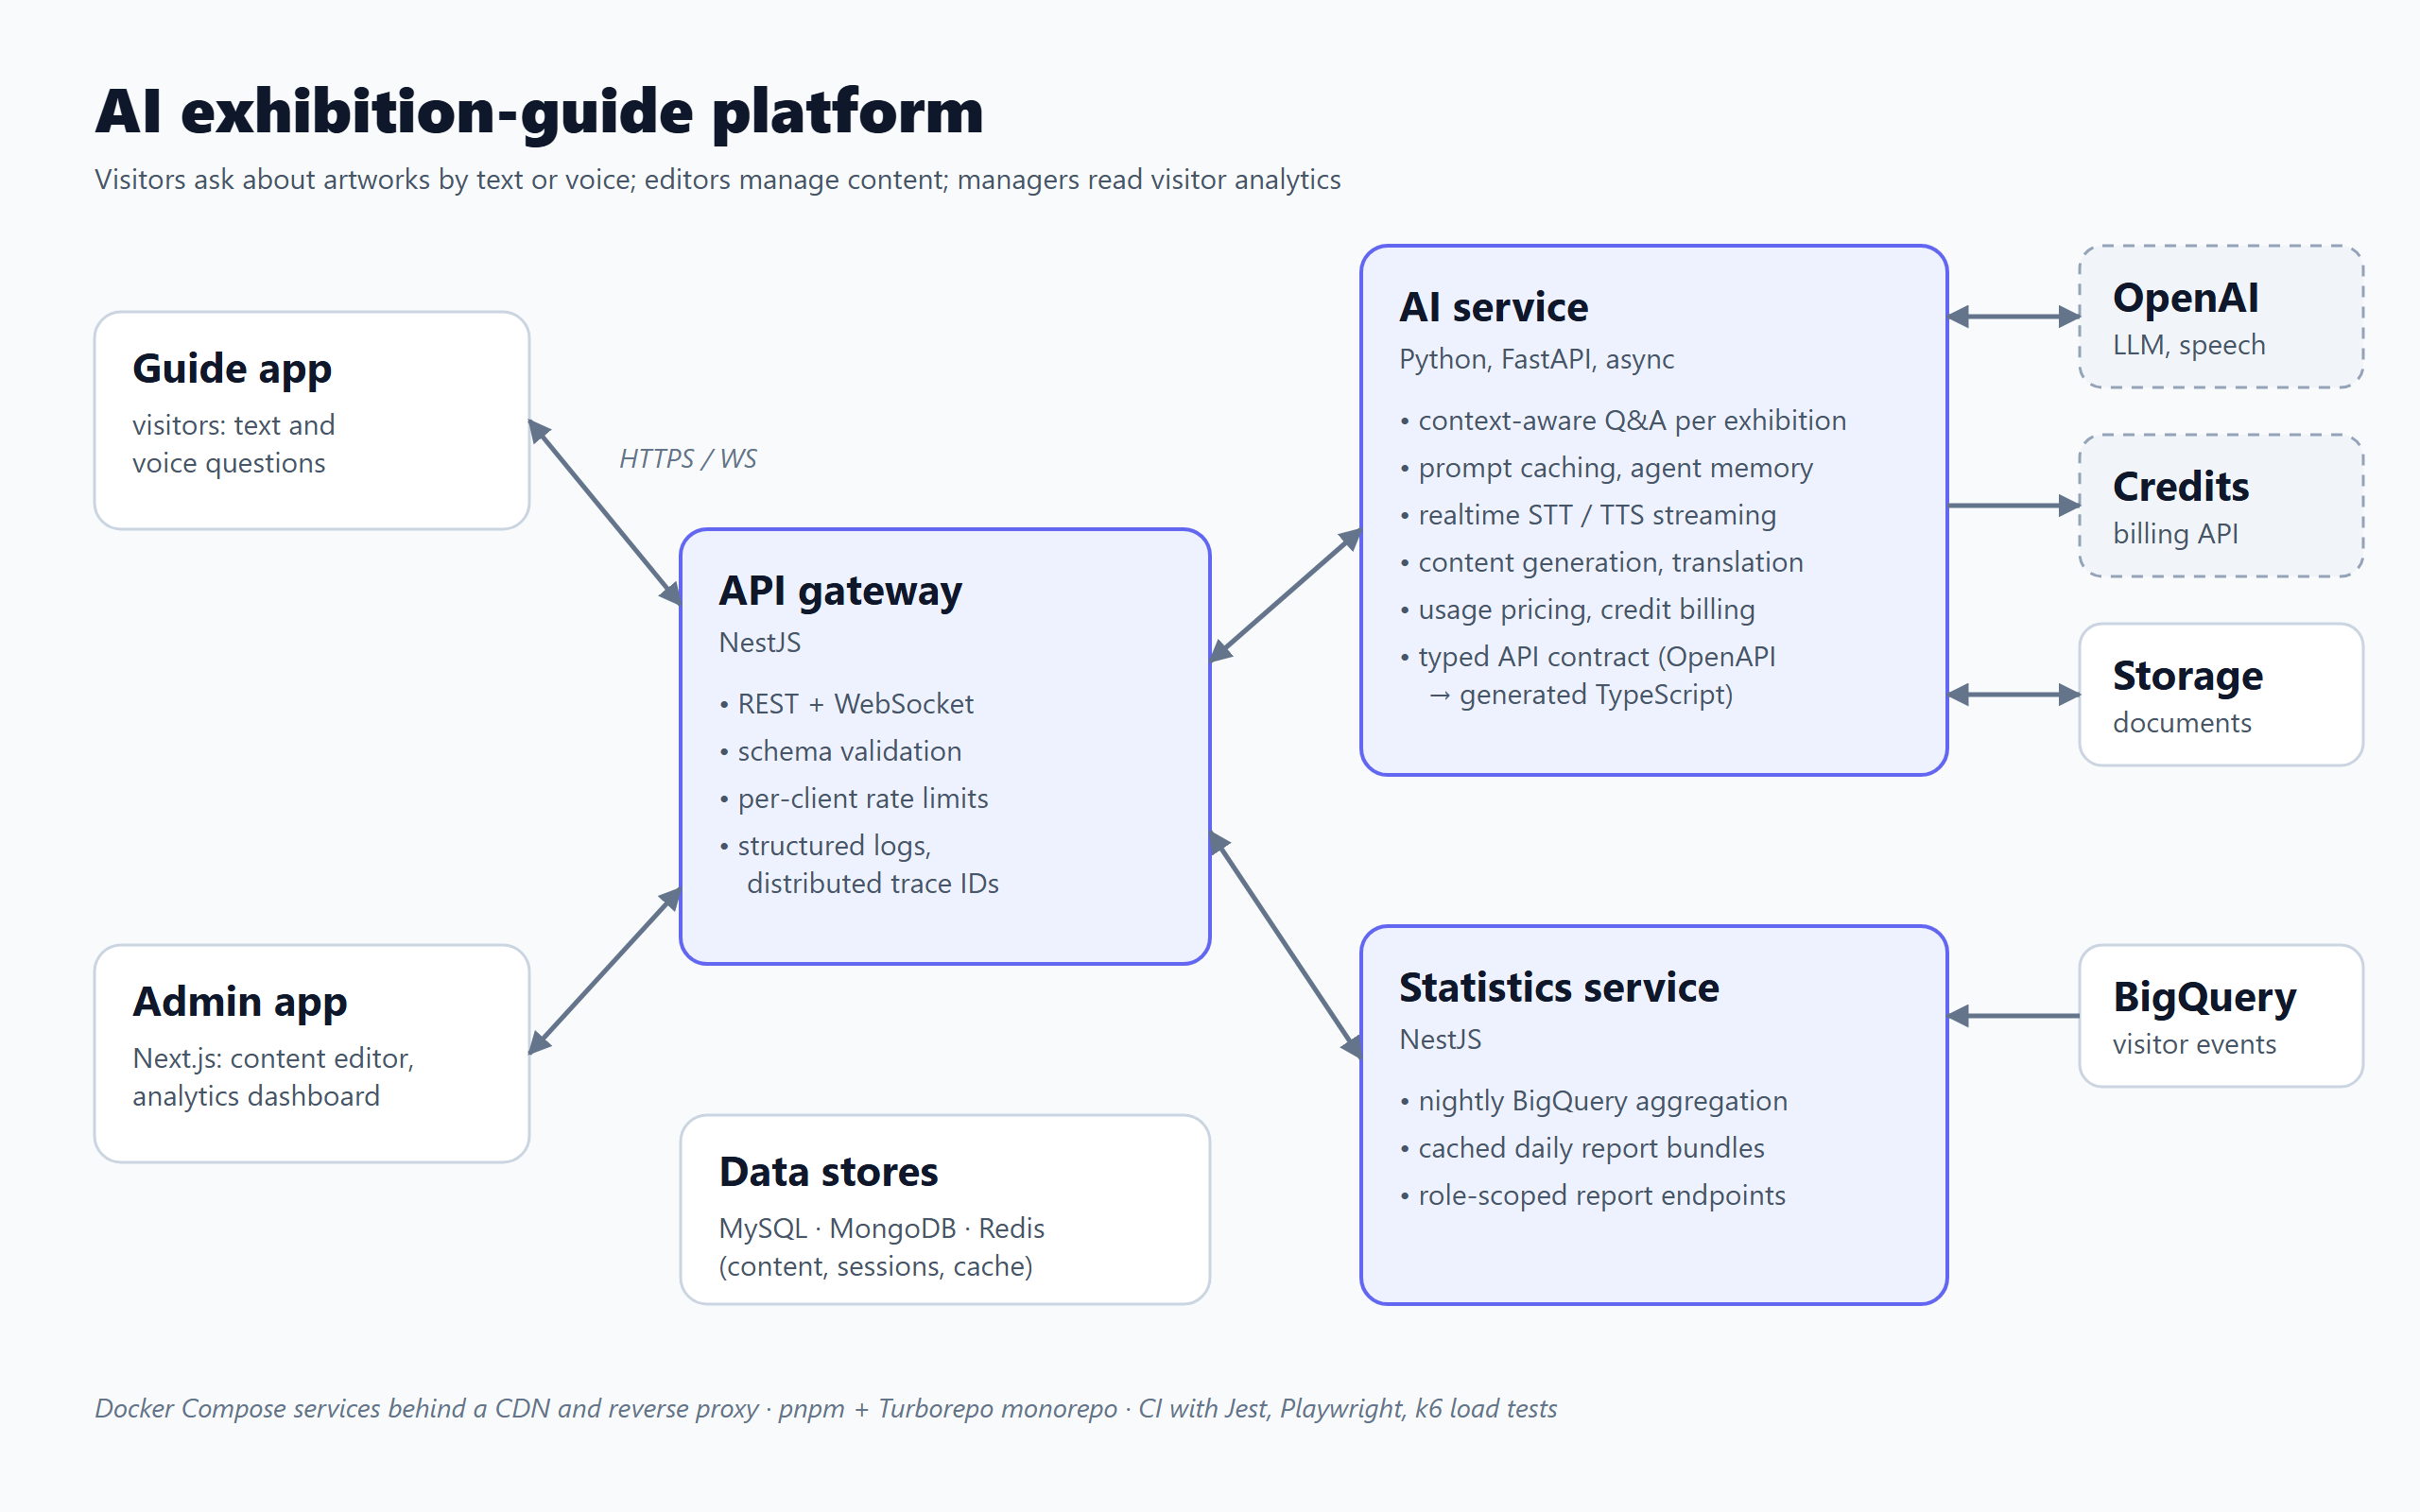 AI exhibition-guide platform
Visitors ask about artworks by text or voice; editors manage content; managers read visitor analytics
Guide app
visitors: text and
voice questions
HTTPS / WS
API gateway
NestJS
• REST + WebSocket
• schema validation
• per-client rate limits
• structured logs,
distributed trace IDs
Admin app
Next.js: content editor,
analytics dashboard
Data stores
MySQL · MongoDB · Redis
(content, sessions, cache)
AI service
Python, FastAPI, async
• context-aware Q&A per exhibition
• prompt caching, agent memory
• realtime STT / TTS streaming
• content generation, translation
• usage pricing, credit billing
• typed API contract (OpenAPI
→ generated TypeScript)
Statistics service
NestJS
• nightly BigQuery aggregation
• cached daily report bundles
• role-scoped report endpoints
OpenAI
LLM, speech
Credits
billing API
Storage
documents
BigQuery
visitor events
Docker Compose services behind a CDN and reverse proxy · pnpm + Turborepo monorepo · CI with Jest, Playwright, k6 load tests